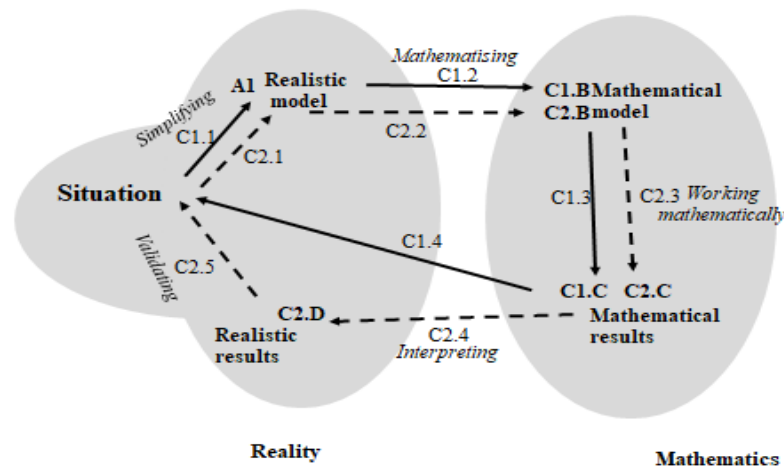 Mathematising
C1.2
A1 Realistic
model
C1.B Mathematical
C2.B model
Simplifying
C1.1
C2.1
C2.2
Situation
C1.3
C2.3 Working
mathematically
C1.4
Validating
C2.5
C1.C C2.C
Mathematical
results
C2.D
Realistic
results
C2.4
Interpreting
Reality
Mathematics